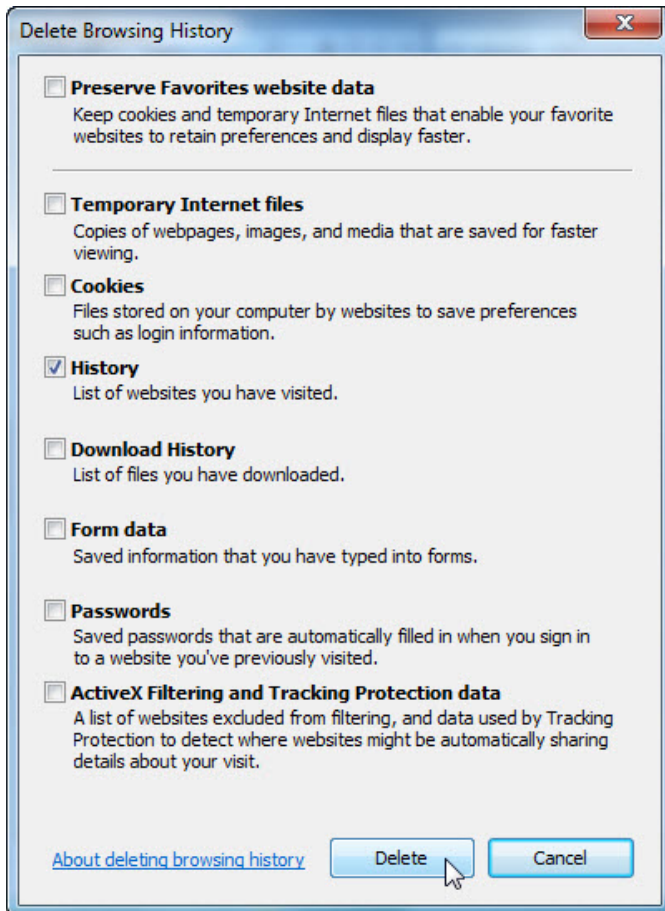 Delete Browsing History
Preserve Favorites website data
Keep cookies and temporary Internet files that enable your favorite
websites to retain preferences and display faster.
Temporary Internet files
Copies of webpages, images, and media that are saved for faster
viewing.
Cookies
Files stored on your computer by websites to save preferences
such as login information.
History
List of websites you have visited.
Download History
List of files you have downloaded.
Form data
Saved information that you have typed into forms.
Passwords
Saved passwords that are automatically filled in when you sign in
to a website you've previously visited.
ActiveX Filtering and Tracking Protection data
A list of websites excluded from filtering, and data used by Tracking
Protection to detect where websites might be automatically sharing
details about your visit.
About deleting browsing history Delete Cancel